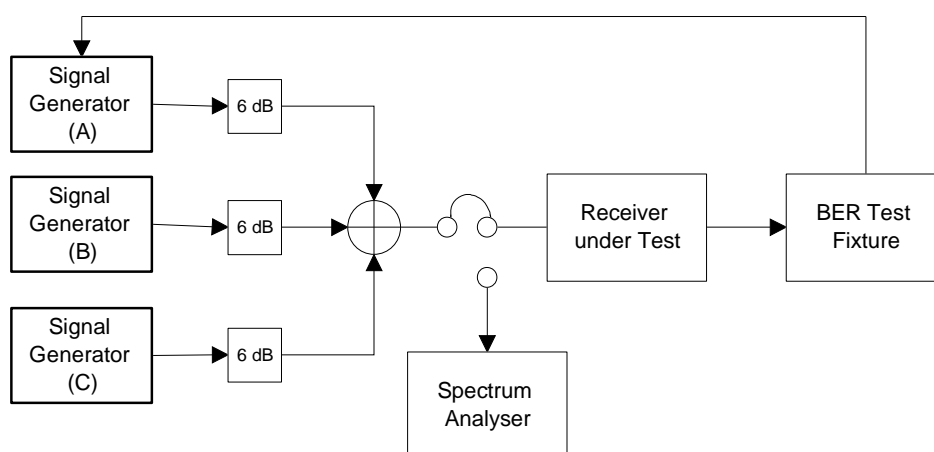 Signal
Generator
(A)
6 dB
Signal
Generator
(B)
6 dB
Receiver
under Test
BER Test
Fixture
Signal
Generator
(C)
6 dB
Spectrum
Analyser